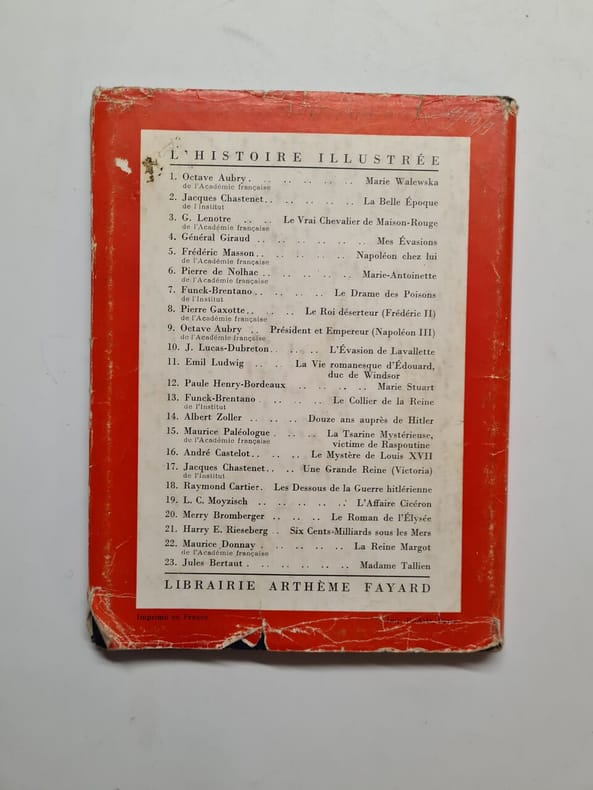 L'HISTOIRE ILLUSTRÉE
1. Octave Aubry . . .. .. .. .. .. Marie Walewska
de l'Académie française
2. Jacques Chastenet . . .. .. .. .. La Belle Époque
de l'Institut
3. G. Lenotre .. .. Le Vrai Chevalier de Maison-Rouge
de l'Académie française
4. Général Giraud .. .. .. .. .. .. Mes Évasions
5. Frédéric Masson . . .. .. .. .. Napoléon chez lui
de l'Académie française
6. Pierre de Nolhac . . .. .. .. .. Marie-Antoinette
de l'Académie française
7. Funck-Brentano . . .. .. .. Le Drame des Poisons
de l'Institut
8. Pierre Gaxotte . . .. .. Le Roi déserteur (Frédéric II)
de l'Académie française
9. Octave Aubry .. Président et Empereur (Napoléon III)
de l'Académie française
10. J. Lucas-Dubreton . . .. .. L'Évasion de Lavallette
11. Emil Ludwig .. .. La Vie romanesque d'Édouard,
duc de Windsor
12. Paule Henry-Bordeaux .. .. .. .. Marie Stuart
13. Funck-Brentano .. .. .. .. Le Collier de la Reine
de l'Institut
14. Albert Zoller .. .. .. Douze ans auprès de Hitler
15. Maurice Paléologue . .. .. La Tsarine Mystérieuse,
de l'Académie française
victime de Raspoutine
16. André Castelot . . .. .. Le Mystère de Louis XVII
17. Jacques Chastenet . . .. Une Grande Reine (Victoria)
de l'Institut
18. Raymond Cartier. Les Dessous de la Guerre hitlérienne
19. L. C. Moyzisch .. .. .. .. .. L'Affaire Cicéron
20. Merry Bromberger .. .. .. Le Roman de l'Élysée
21. Harry E. Rieseberg .. Six Cents-Milliards sous les Mers
22. Maurice Donnay . .. .. .. .. La Reine Margot
de l'Académie française
23. Jules Bertaut . .. .. .. .. .. Madame Tallien
LIBRAIRIE ARTHÈME FAYARD
Imprimé en France